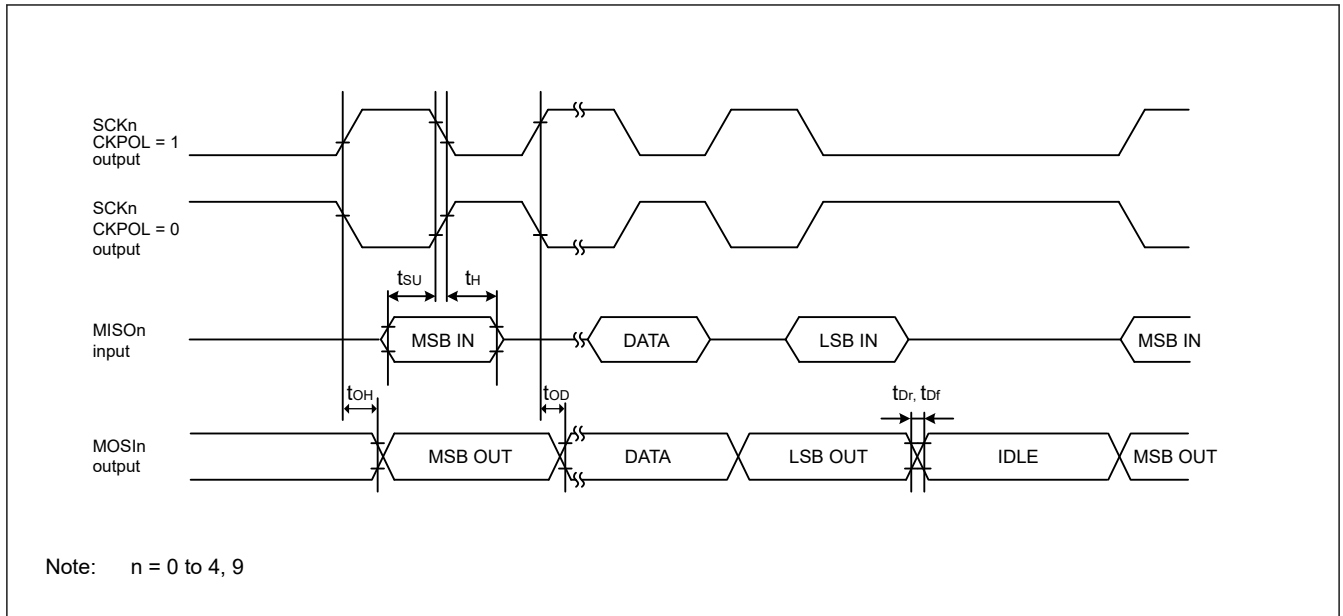 SCKn
CKPOL = 1
output
SCKn
CKPOL = 0
output
tSU
tH
MISOn
input
MSB IN
DATA
LSB IN
MSB IN
tOH
tOD
tDr, tDf
MOSIn
output
MSB OUT
DATA
LSB OUT
IDLE
MSB OUT
Note: n = 0 to 4, 9